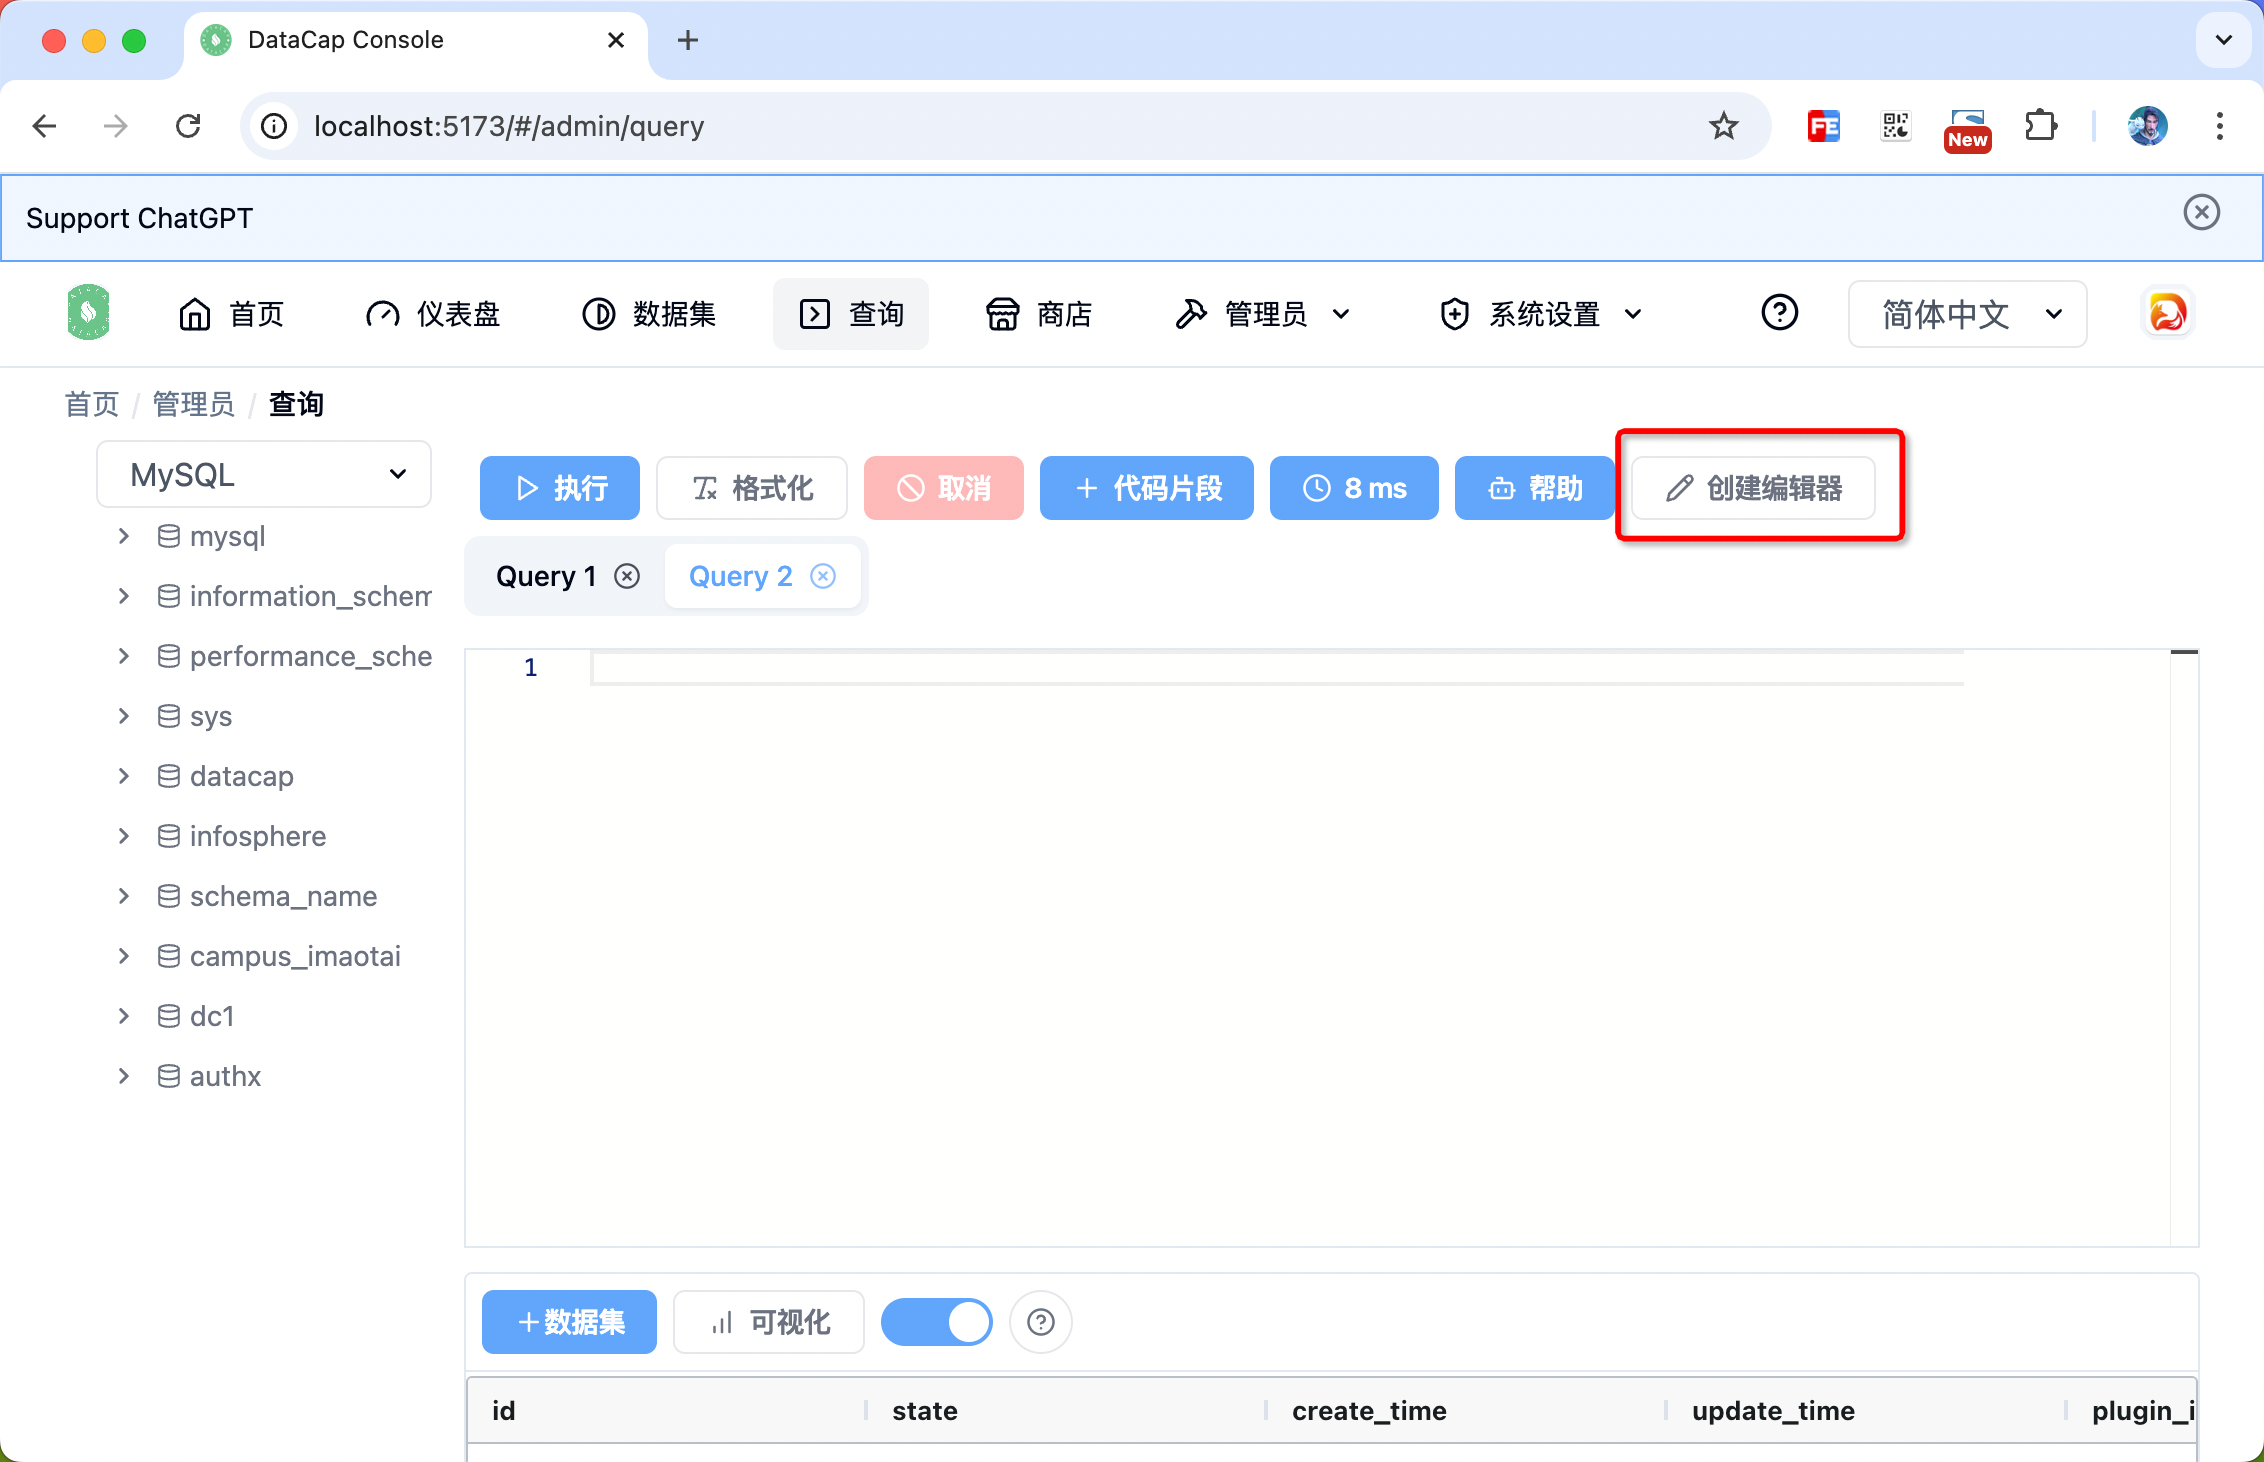 DataCap Console
localhost:5173/#/admin/query
FE
New
Support ChatGPT
首页 仪表盘 数据集 查询 商店 管理员 系统设置 简体中文
首页 / 管理员 / 查询
MySQL
执行 格式化 取消 代码片段 8 ms 帮助 创建编辑器
mysql
information_schem
performance_sche
sys
datacap
infosphere
schema_name
campus_imaotai
dc1
authx
Query 1 Query 2
1
数据集 可视化
id state create_time update_time plugin_i